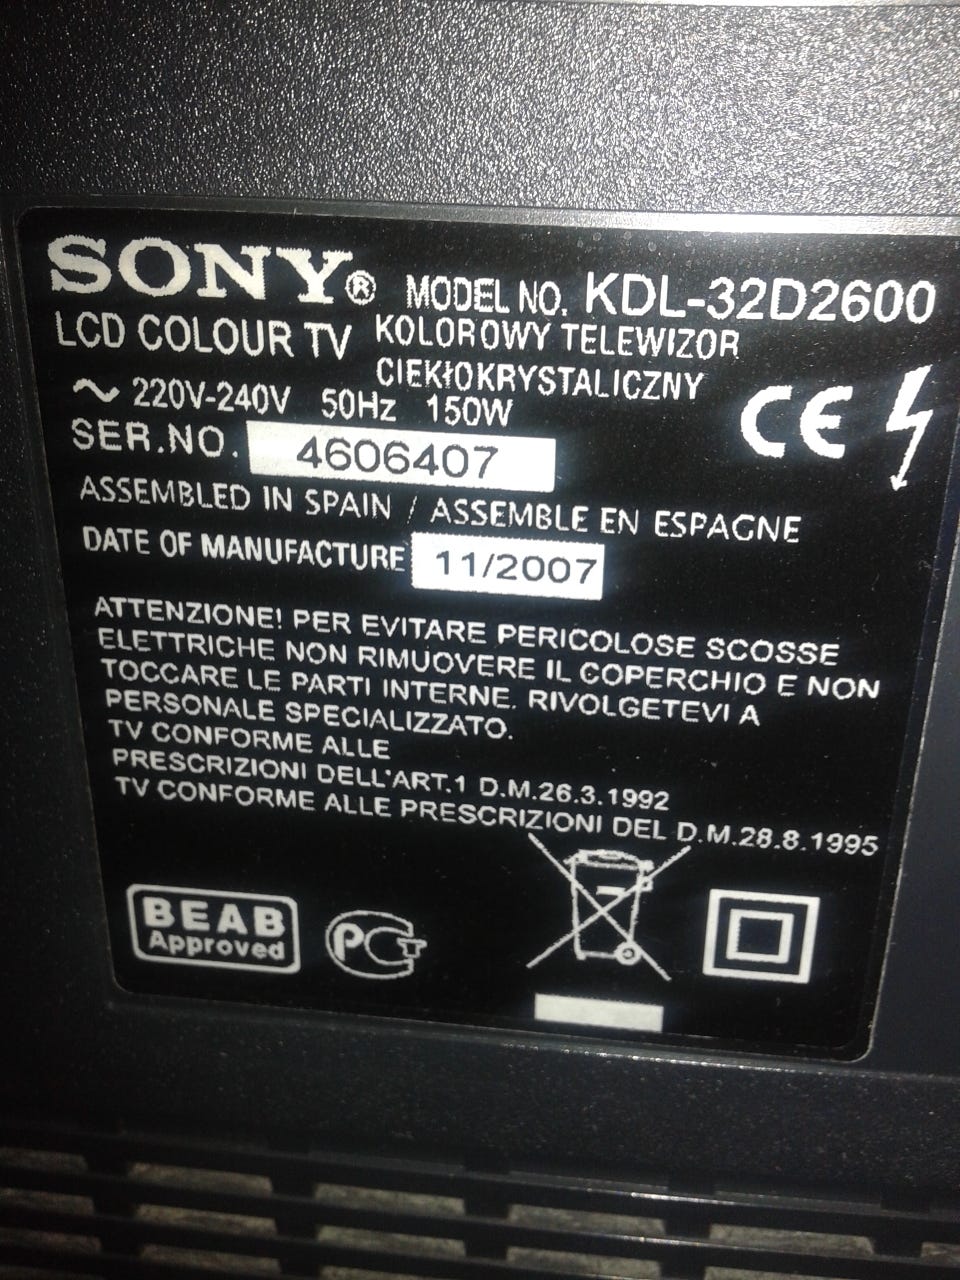 SONY® MODEL NO. KDL-32D2600
LCD COLOUR TV KOLOROWY TELEWIZOR
CIEKŁOKRYSTALICZNY
~ 220V-240V 50Hz 150W
SER.NO. 4606407
ASSEMBLED IN SPAIN / ASSEMBLE EN ESPAGNE
DATE OF MANUFACTURE 11/2007
ATTENZIONE! PER EVITARE PERICOLOSE SCOSSE
ELETTRICHE NON RIMUOVERE IL COPERCHIO E NON
TOCCARE LE PARTI INTERNE. RIVOLGETEVI A
PERSONALE SPECIALIZZATO.
TV CONFORME ALLE
PRESCRIZIONI DELL'ART.1 D.M.26.3.1992
TV CONFORME ALLE PRESCRIZIONI DEL D.M.28.8.1995
CE
BEAB
Approved
PCT